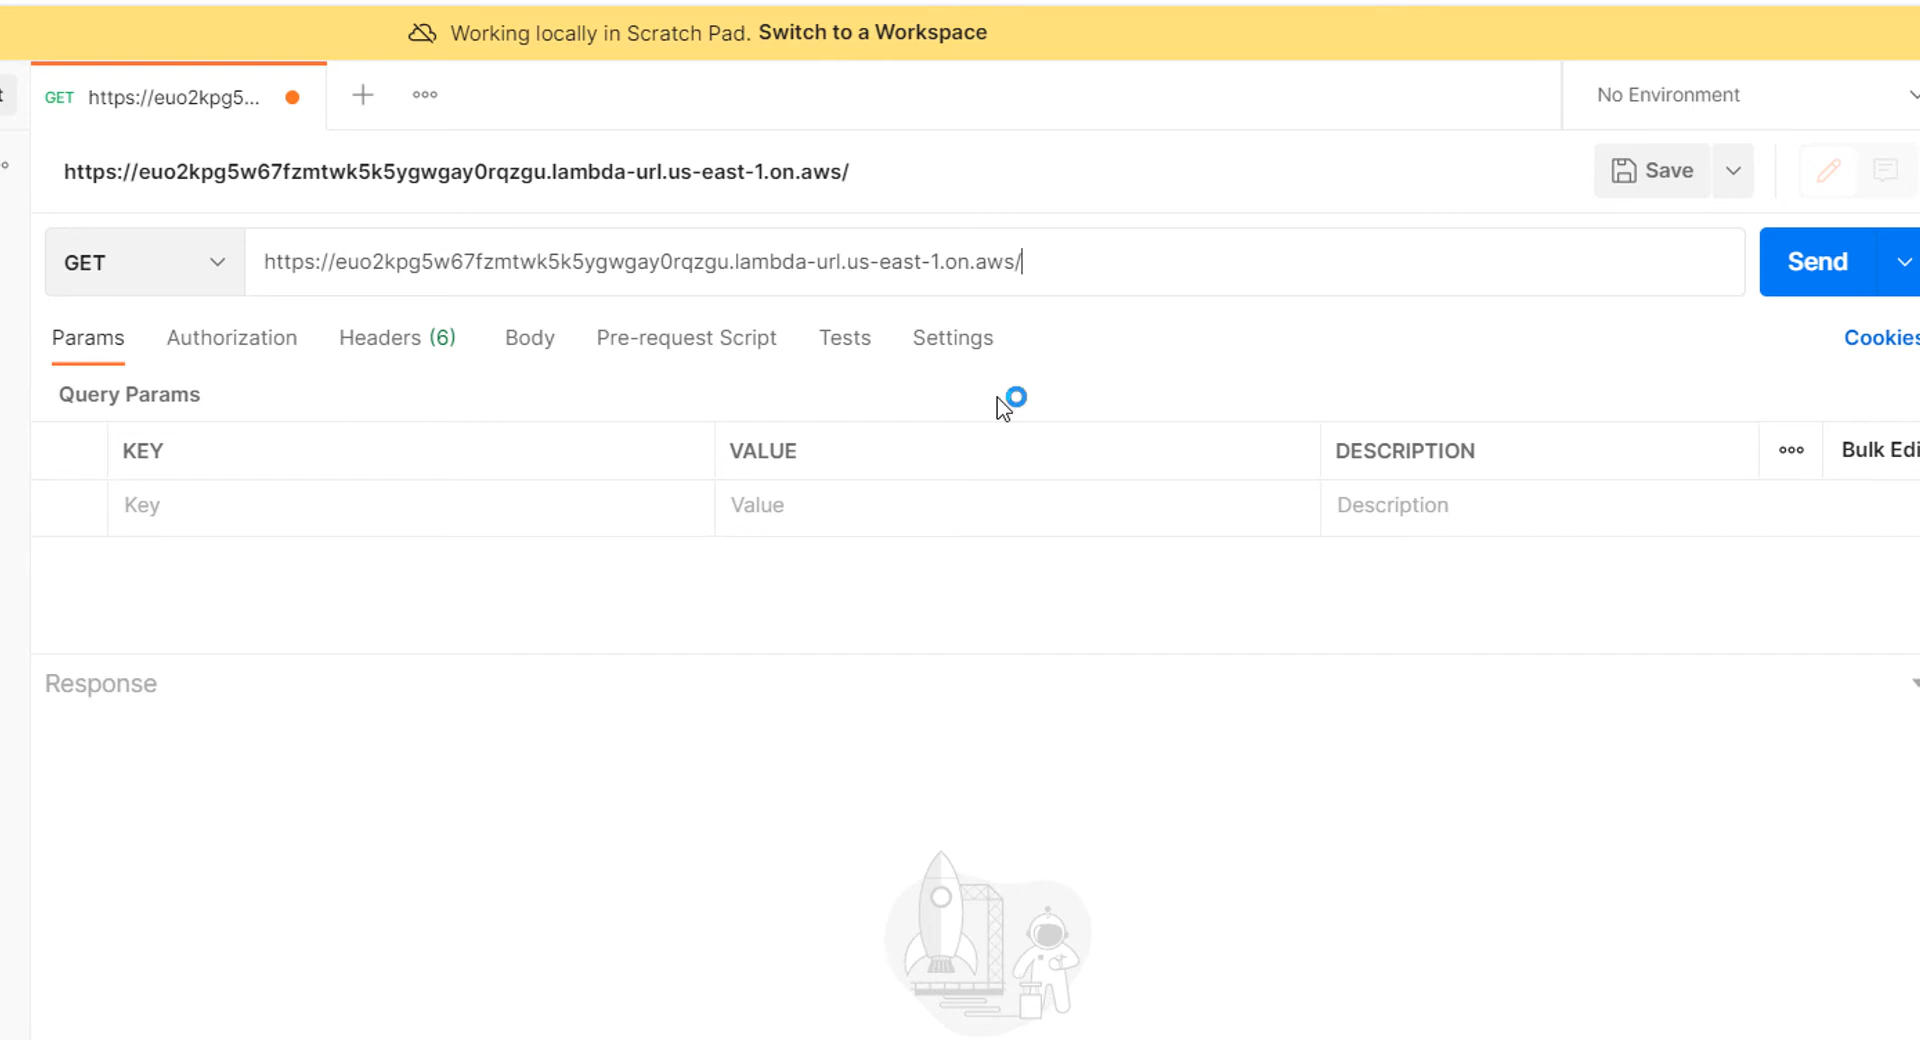 Working locally in Scratch Pad. Switch to a Workspace
GET https://euo2kpg5...
No Environment
https://euo2kpg5w67fzmtwk5k5ygwgay0rqzgu.lambda-url.us-east-1.on.aws/
Save
GET https://euo2kpg5w67fzmtwk5k5ygwgay0rqzgu.lambda-url.us-east-1.on.aws/ Send
Params Authorization Headers (6) Body Pre-request Script Tests Settings Cookies
Query Params
KEY VALUE DESCRIPTION Bulk Edi
Key Value Description
Response